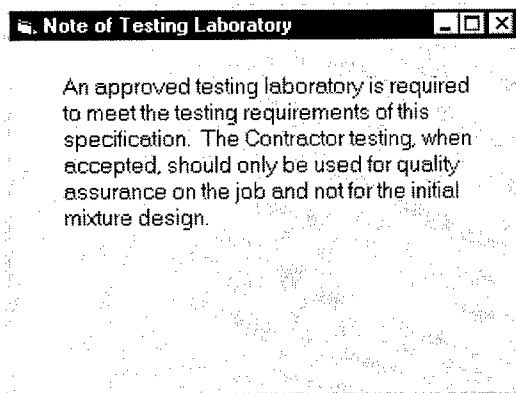 Note of Testing Laboratory
An approved testing laboratory is required
to meet the testing requirements of this
specification. The Contractor testing, when
accepted, should only be used for quality
assurance on the job and not for the initial
mixture design.